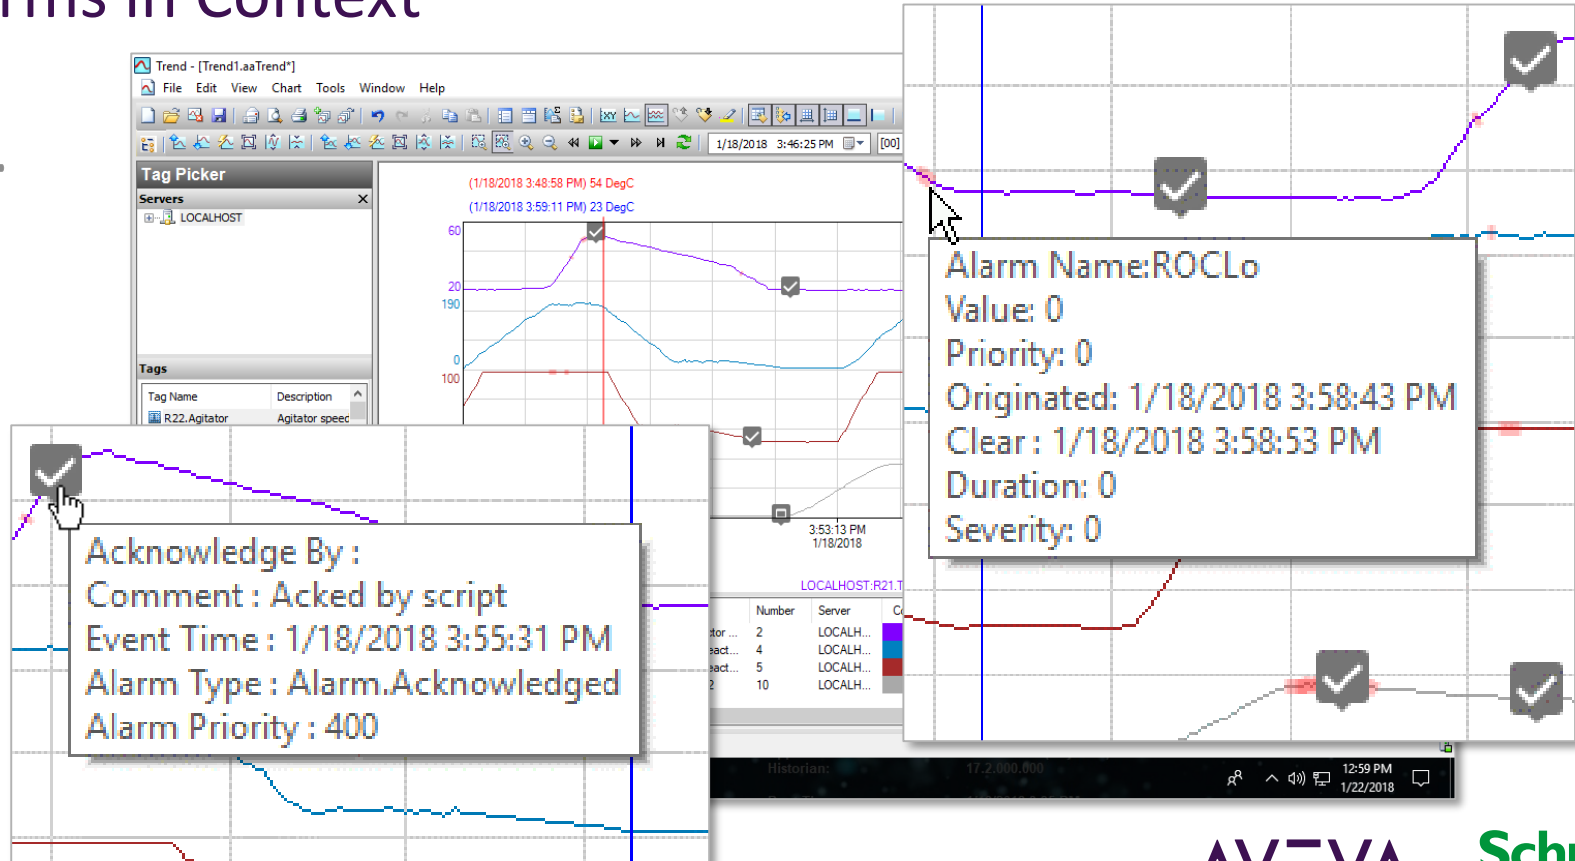 rms in Context
Trend - [Trend1.aaTrend*]
File Edit View Chart Tools Window Help
1/18/2018 3:46:25 PM
[00]
Tag Picker
Servers
LOCALHOST
Tags
Tag Name Description
R22.Agitator Agitator speed
(1/18/2018 3:48:58 PM) 54 DegC
(1/18/2018 3:59:11 PM) 23 DegC
60
20
190
0
100
3:53:13 PM
1/18/2018
LOCALHOST:R21.T
Number Server
2 LOCALH...
4 LOCALH...
5 LOCALH...
10 LOCALH...
Alarm Name:ROCLo
Value: 0
Priority: 0
Originated: 1/18/2018 3:58:43 PM
Clear : 1/18/2018 3:58:53 PM
Duration: 0
Severity: 0
Acknowledge By :
Comment : Acked by script
Event Time : 1/18/2018 3:55:31 PM
Alarm Type : Alarm.Acknowledged
Alarm Priority : 400
Historian: 17.2.000.000
12:59 PM
1/22/2018
AVEVA